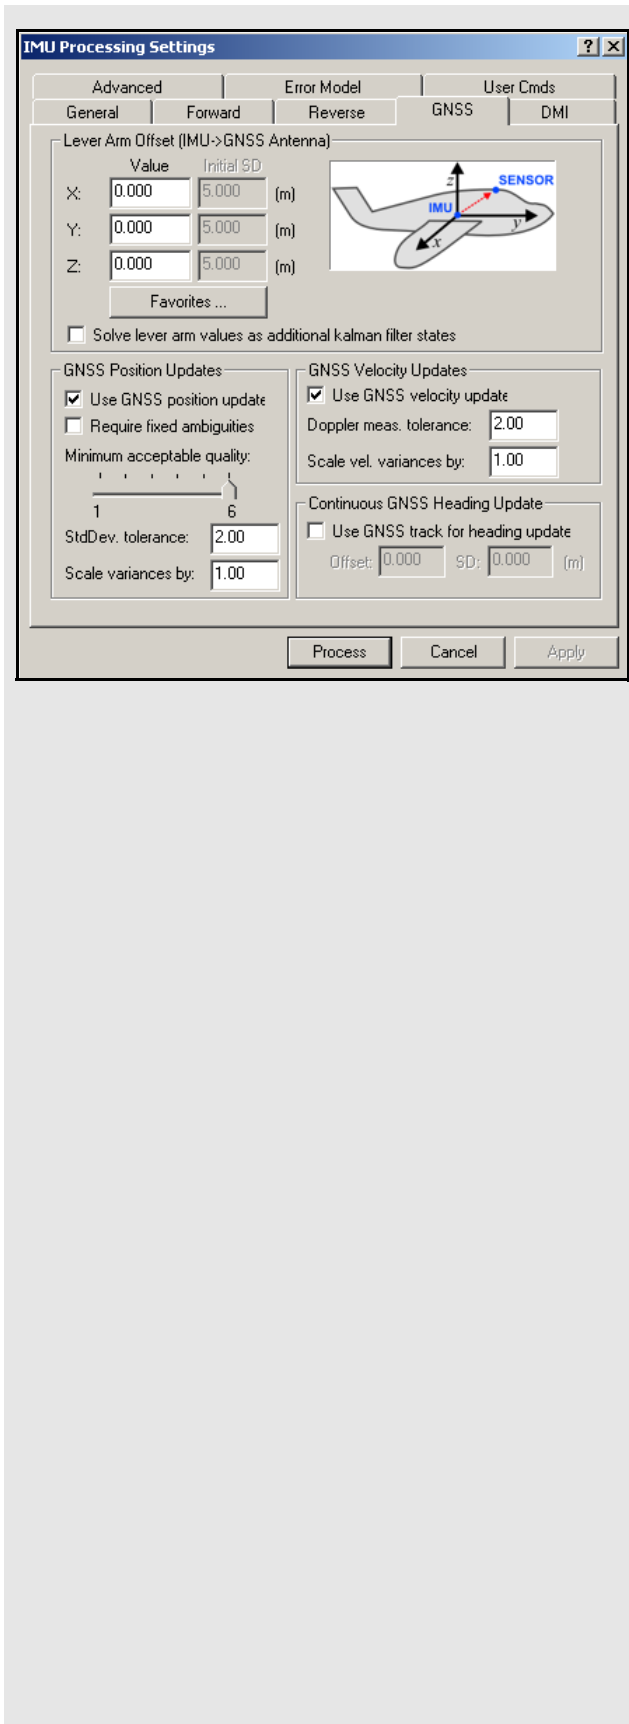 IMU Processing Settings
Advanced Error Model User Cmds
General Forward Reverse GNSS DMI
Lever Arm Offset (IMU->GNSS Antenna)
Value Initial SD
X: 0.000 5.000 (m)
Y: 0.000 5.000 (m)
Z: 0.000 5.000 (m)
z SENSOR
IMU
y
x
Favorites ...
Solve lever arm values as additional kalman filter states
GNSS Position Updates
Use GNSS position update
Require fixed ambiguities
Minimum acceptable quality:
1 6
StdDev. tolerance: 2.00
Scale variances by: 1.00
GNSS Velocity Updates
Use GNSS velocity update
Doppler meas. tolerance: 2.00
Scale vel. variances by: 1.00
Continuous GNSS Heading Update
Use GNSS track for heading update
Offset: 0.000 SD: 0.000 (m)
Process Cancel Apply